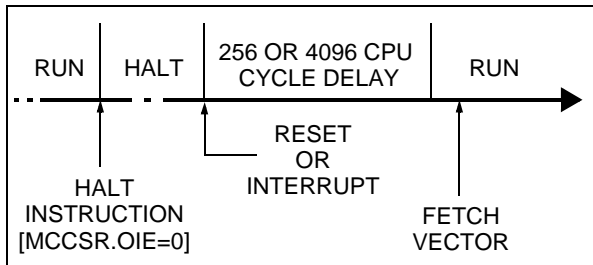 RUN
HALT
256 OR 4096 CPU
CYCLE DELAY
RUN
RESET
OR
INTERRUPT
HALT
INSTRUCTION
[MCCSR.OIE=0]
FETCH
VECTOR